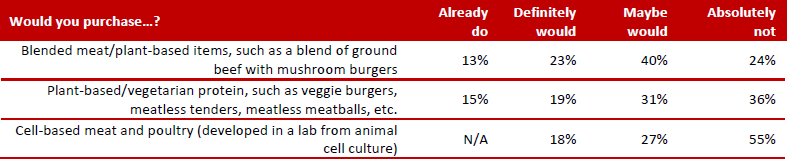 Would you purchase…? Already do Definitely would Maybe would Absolutely not
Blended meat/plant-based items, such as a blend of ground beef with mushroom burgers 13% 23% 40% 24%
Plant-based/vegetarian protein, such as veggie burgers, meatless tenders, meatless meatballs, etc. 15% 19% 31% 36%
Cell-based meat and poultry (developed in a lab from animal cell culture) N/A 18% 27% 55%